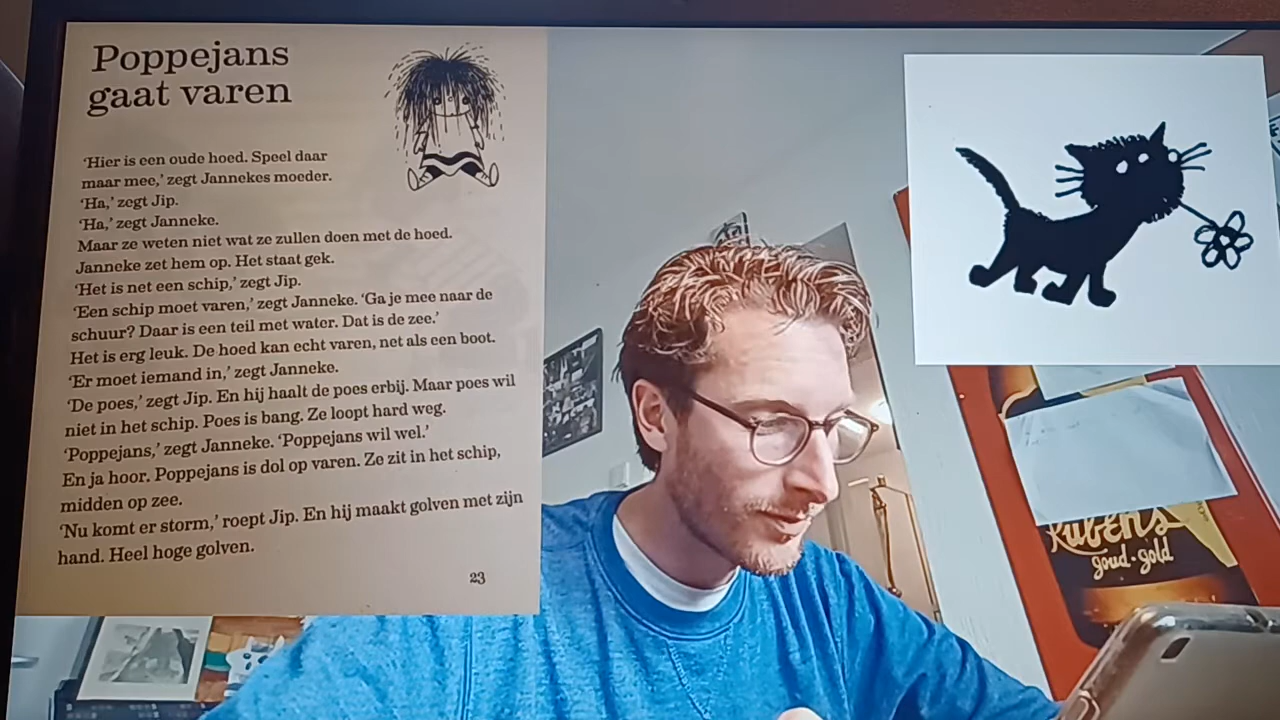 Poppejans
gaat varen
'Hier is een oude hoed. Speel daar
maar mee,' zegt Jannekes moeder.
'Ha,' zegt Jip.
'Ha,' zegt Janneke.
Maar ze weten niet wat ze zullen doen met de hoed.
Janneke zet hem op. Het staat gek.
'Het is net een schip,' zegt Jip.
'Een schip moet varen,' zegt Janneke. 'Ga je mee naar de
schuur? Daar is een teil met water. Dat is de zee.'
Het is erg leuk. De hoed kan echt varen, net als een boot.
'Er moet iemand in,' zegt Janneke.
'De poes,' zegt Jip. En hij haalt de poes erbij. Maar poes wil
niet in het schip. Poes is bang. Ze loopt hard weg.
'Poppejans,' zegt Janneke. 'Poppejans wil wel.'
En ja hoor. Poppejans is dol op varen. Ze zit in het schip,
midden op zee.
'Nu komt er storm,' roept Jip. En hij maakt golven met zijn
hand. Heel hoge golven.
23
Rubens
goud·gold